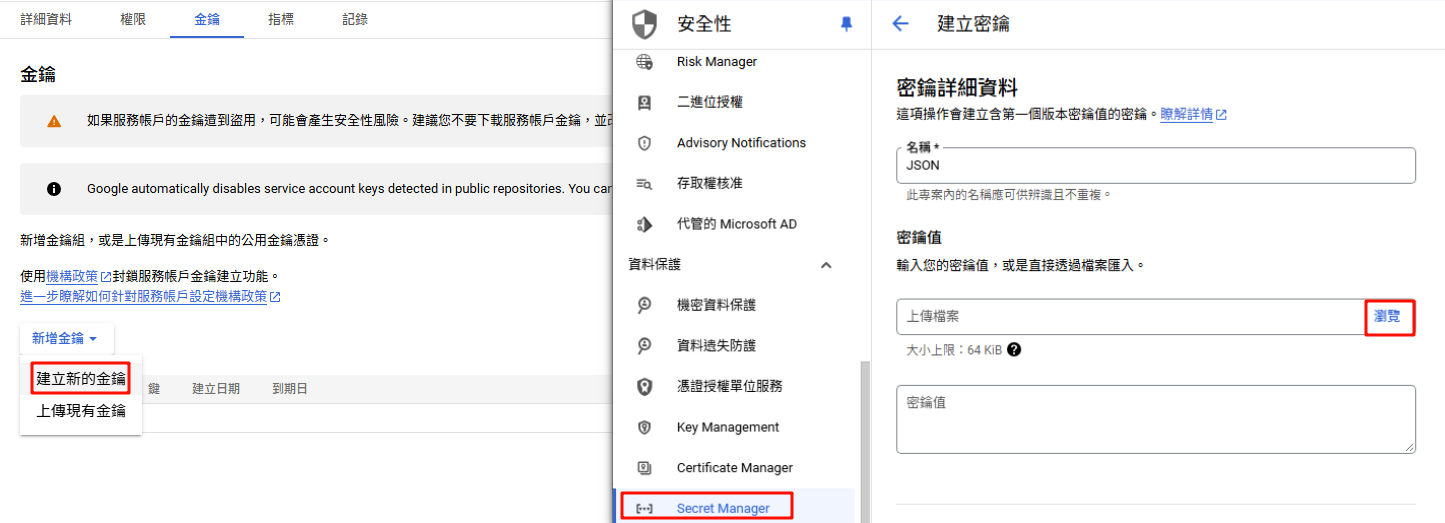 詳細資料 權限 金鑰 指標 記錄
金鑰
如果服務帳戶的金鑰遭到盜用，可能會產生安全性風險。建議您不要下載服務帳戶金鑰，並
Google automatically disables service account keys detected in public repositories. You can
新增金鑰組，或是上傳現有金鑰組中的公用金鑰憑證。
使用機構政策封鎖服務帳戶金鑰建立功能。
進一步瞭解如何針對服務帳戶設定機構政策
新增金鑰
建立新的金鑰
上傳現有金鑰
鍵 建立日期 到期日
安全性
Risk Manager
二進位授權
Advisory Notifications
存取權核准
代管的 Microsoft AD
資料保護
機密資料保護
資料遺失防護
憑證授權單位服務
Key Management
Certificate Manager
Secret Manager
建立密鑰
密鑰詳細資料
這項操作會建立含第一個版本密鑰值的密鑰。瞭解詳情
名稱 *
JSON
此專案內的名稱應可供辨識且不重複。
密鑰值
輸入您的密鑰值，或是直接透過檔案匯入。
上傳檔案 瀏覽
大小上限：64 KiB
密鑰值